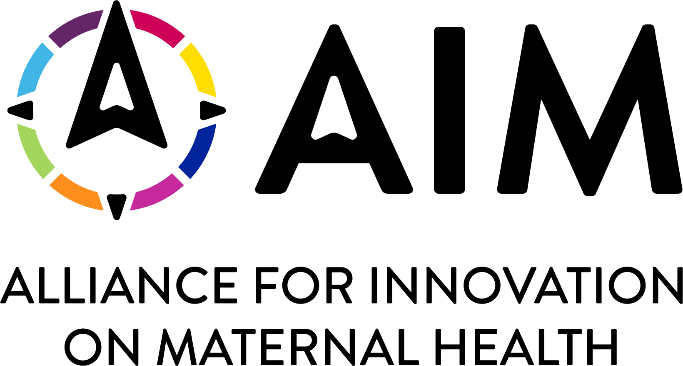 AIM
ALLIANCE FOR INNOVATION
ON MATERNAL HEALTH